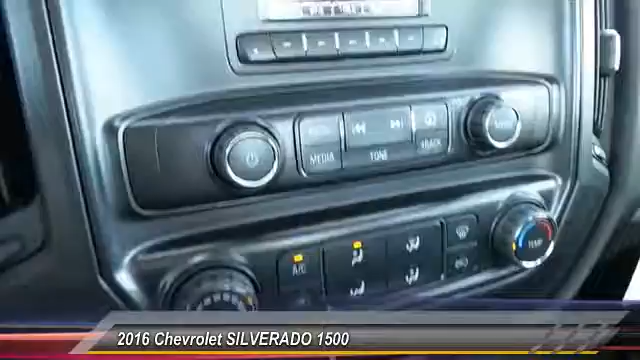 MEDIA
TONE
TRACK
A/C
TEMP
2016 Chevrolet SILVERADO 1500